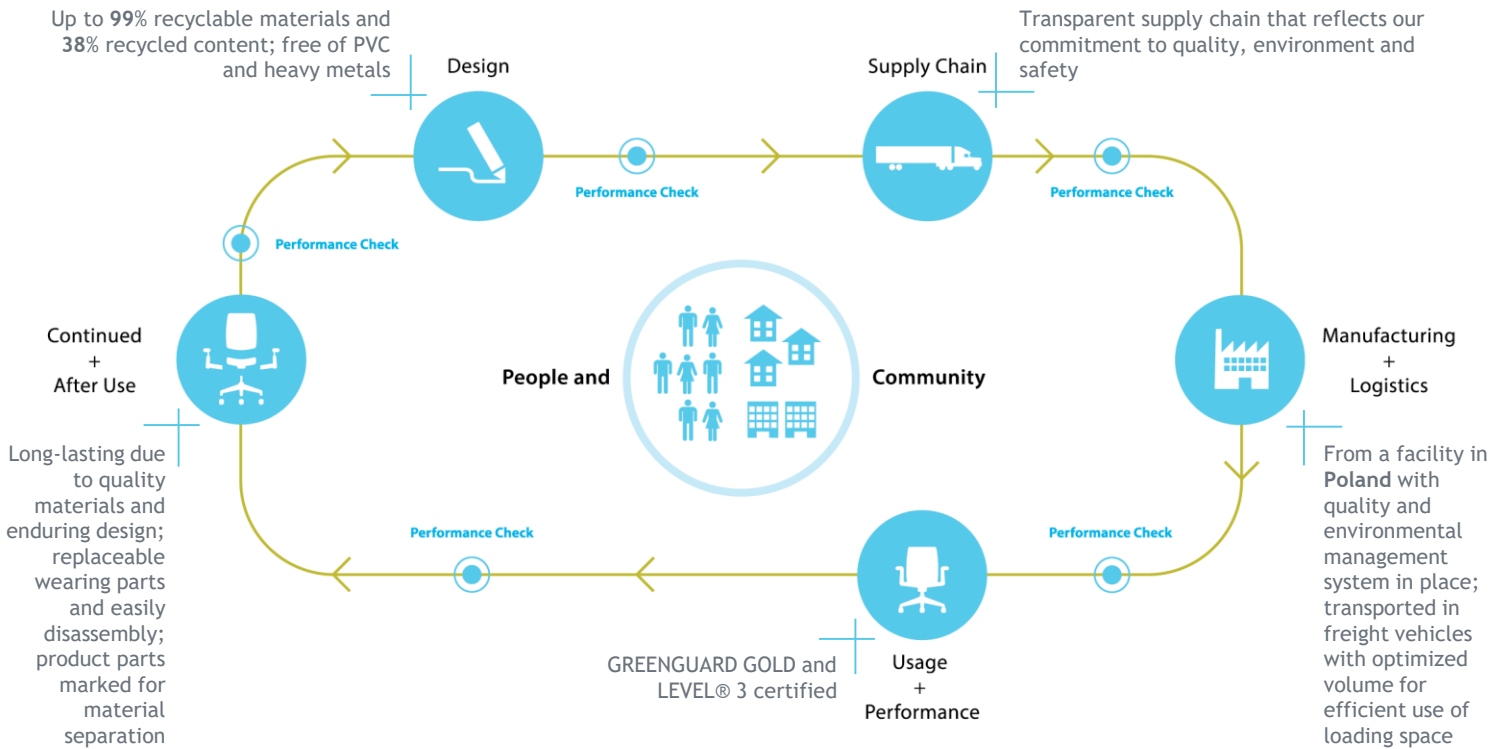 Up to 99% recyclable materials and
38% recycled content; free of PVC
and heavy metals
Design
Supply Chain
Transparent supply chain that reflects our
commitment to quality, environment and
safety
Performance Check
Performance Check
Performance Check
Continued
+
After Use
People and
Community
Manufacturing
+
Logistics
Long-lasting due
to quality
materials and
enduring design;
replaceable
wearing parts
and easily
disassembly;
product parts
marked for
material
separation
From a facility in
Poland with
quality and
environmental
management
system in place;
transported in
freight vehicles
with optimized
volume for
efficient use of
loading space
Performance Check
Performance Check
GREENGUARD GOLD and
LEVEL® 3 certified
Usage
+
Performance